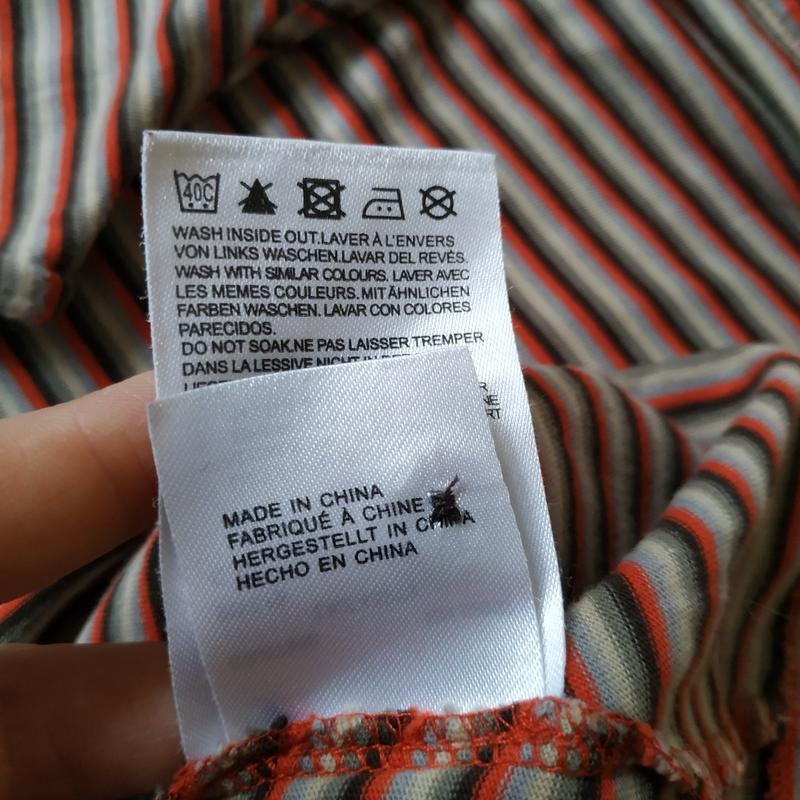 40C
WASH INSIDE OUT.LAVER À L'ENVERS
VON LINKS WASCHEN.LAVAR DEL REVÉS.
WASH WITH SIMILAR COLOURS. LAVER AVEC
LES MEMES COULEURS.MIT ÄHNLICHEN
FARBEN WASCHEN. LAVAR CON COLORES
PARECIDOS.
DO NOT SOAK.NE PAS LAISSER TREMPER
DANS LA LESSIVE NICHT IN
MADE IN CHINA
FABRIQUÉ À CHINE
HERGESTELLT IN CHINA
HECHO EN CHINA